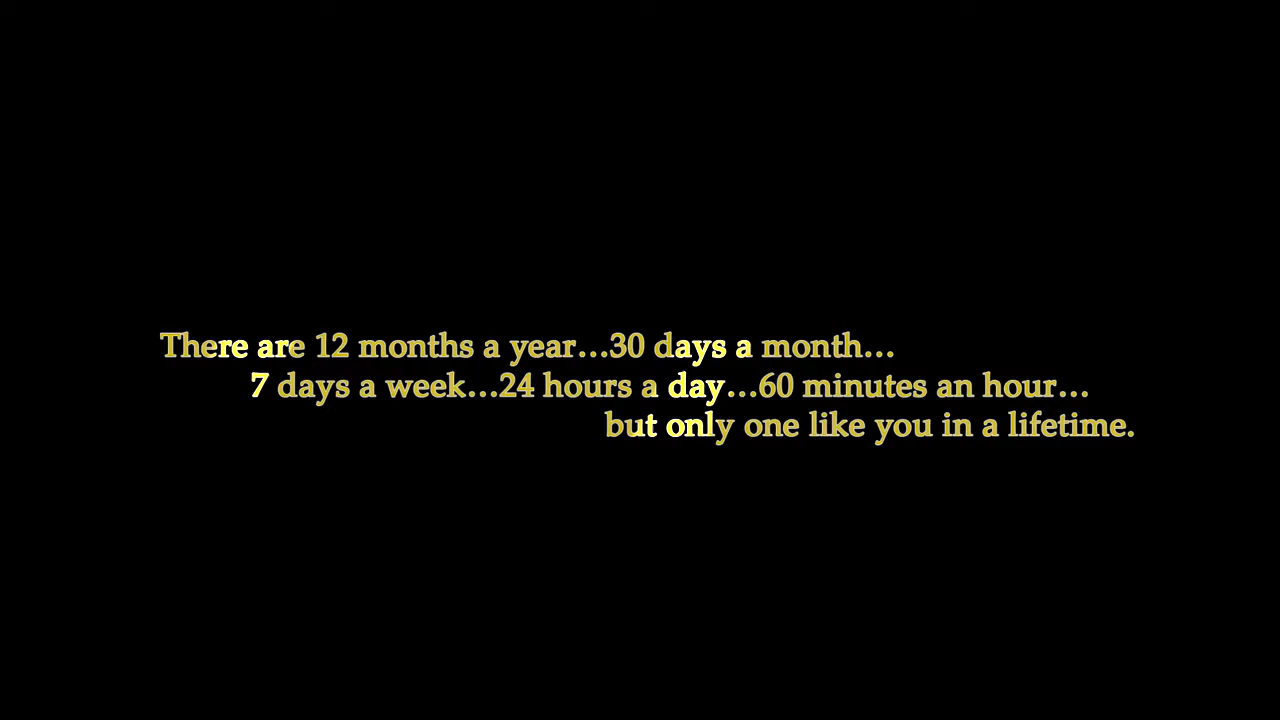 There are 12 months a year...30 days a month...
7 days a week...24 hours a day...60 minutes an hour...
but only one like you in a lifetime.